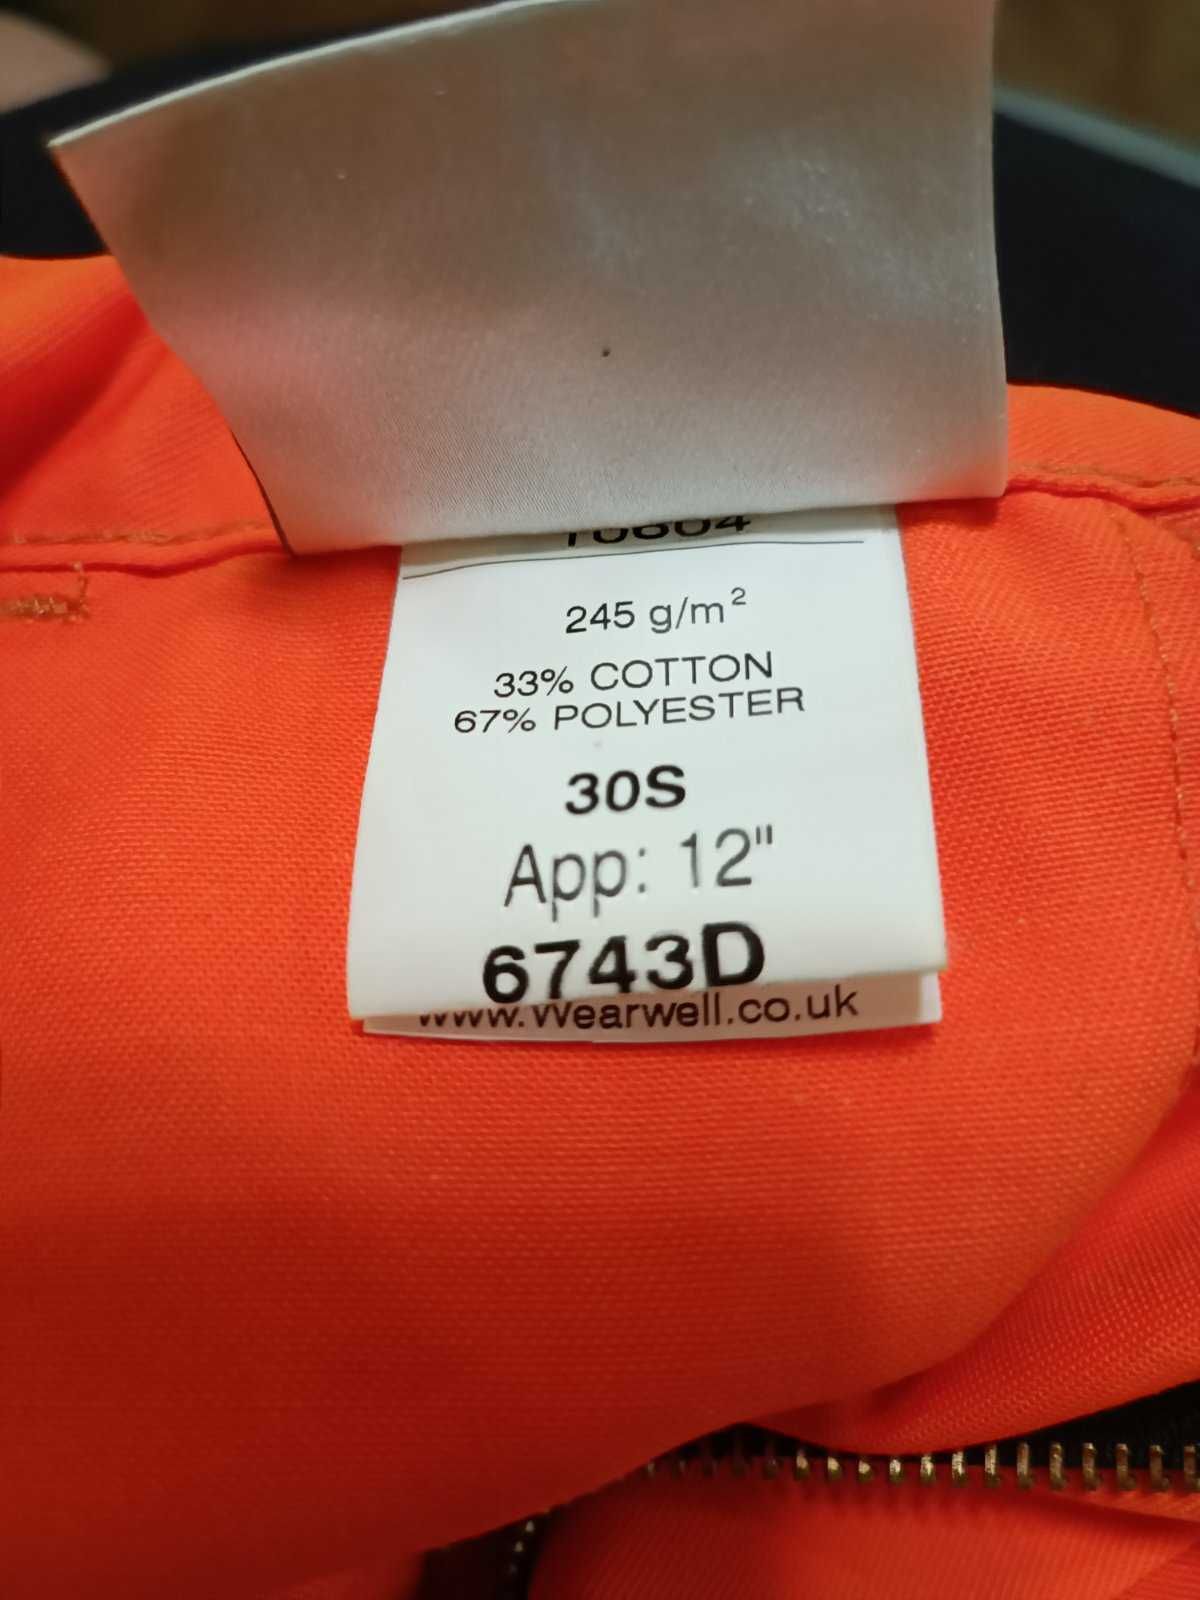 245 g/m²
33% COTTON
67% POLYESTER
30S
App: 12"
6743D
www.Wearwell.co.uk